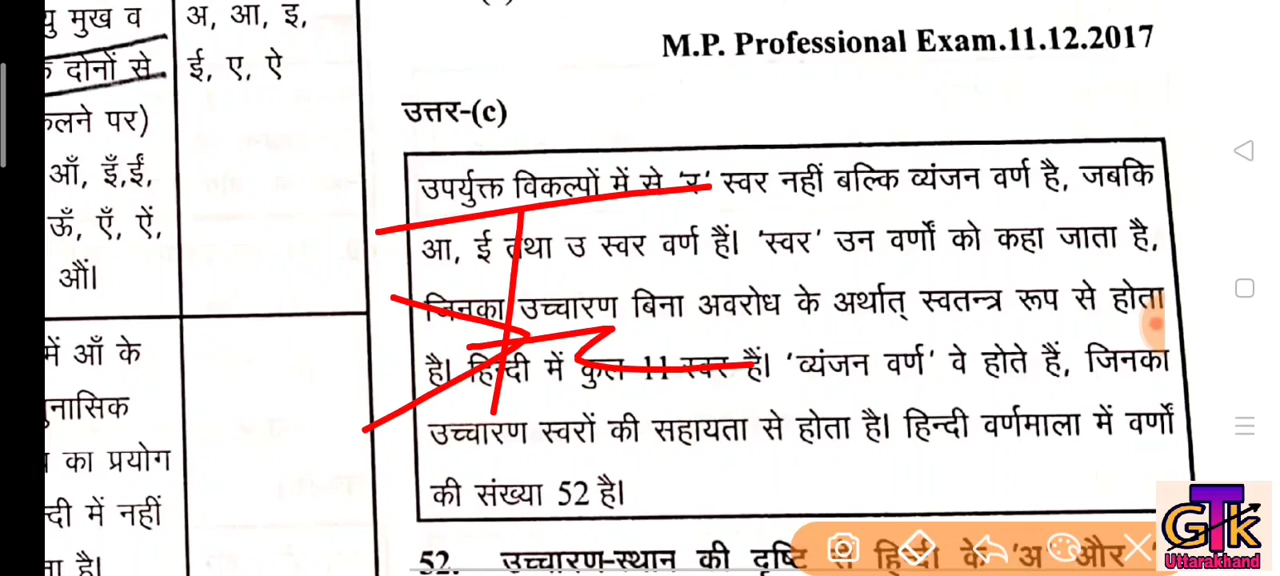 यु मुख व
दोनों से
कलने पर)
आँ, इँ,ईं,
ऊँ, एँ, ऐं,
औं।
में आँ के
नासिक
का प्रयोग
दी में नहीं
ता है।
अ, आ, इ,
ई, ए, ऐ
M.P. Professional Exam.11.12.2017
उत्तर-(c)
उपर्युक्त विकल्पों में से 'र' स्वर नहीं बल्कि व्यंजन वर्ण है, जबकि
आ, ई तथा उ स्वर वर्ण हैं। 'स्वर' उन वर्णों को कहा जाता है,
जिनका उच्चारण बिना अवरोध के अर्थात् स्वतन्त्र रूप से होता
है। हिन्दी में कुल 11 स्वर हैं। 'व्यंजन वर्ण' वे होते हैं, जिनका
उच्चारण स्वरों की सहायता से होता है। हिन्दी वर्णमाला में वर्णों
की संख्या 52 है।
52. उच्चारण-स्थान की दृष्टि से हिन्दी के 'अ' और
GTK
Uttarakhand